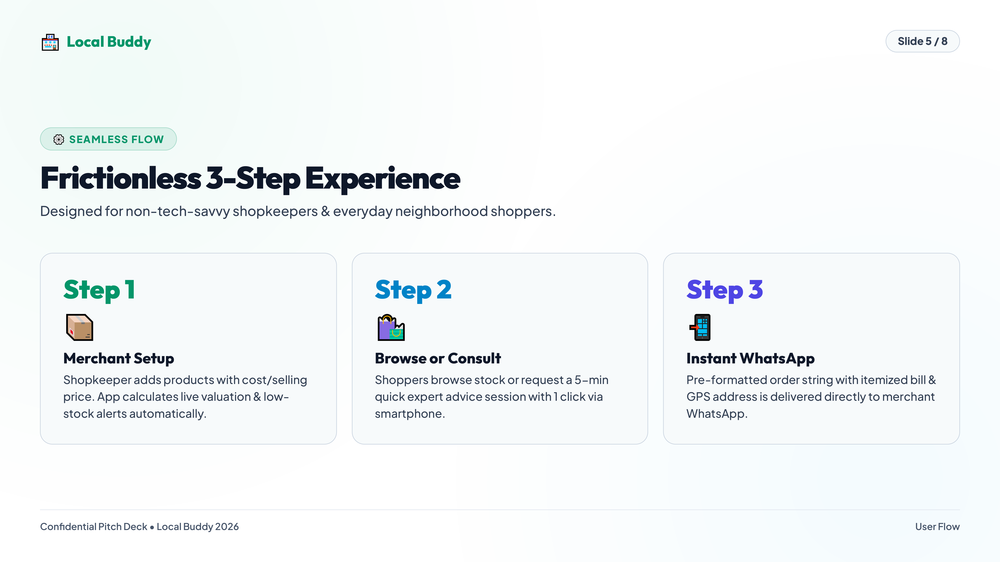 Local Buddy
Slide 5 / 8
SEAMLESS FLOW
Frictionless 3-Step Experience
Designed for non-tech-savvy shopkeepers & everyday neighborhood shoppers.
Step 1
Merchant Setup
Shopkeeper adds products with cost/selling
price. App calculates live valuation & low-
stock alerts automatically.
Step 2
Browse or Consult
Shoppers browse stock or request a 5-min
quick expert advice session with 1 click via
smartphone.
Step 3
Instant WhatsApp
Pre-formatted order string with itemized bill &
GPS address is delivered directly to merchant
WhatsApp.
Confidential Pitch Deck • Local Buddy 2026
User Flow